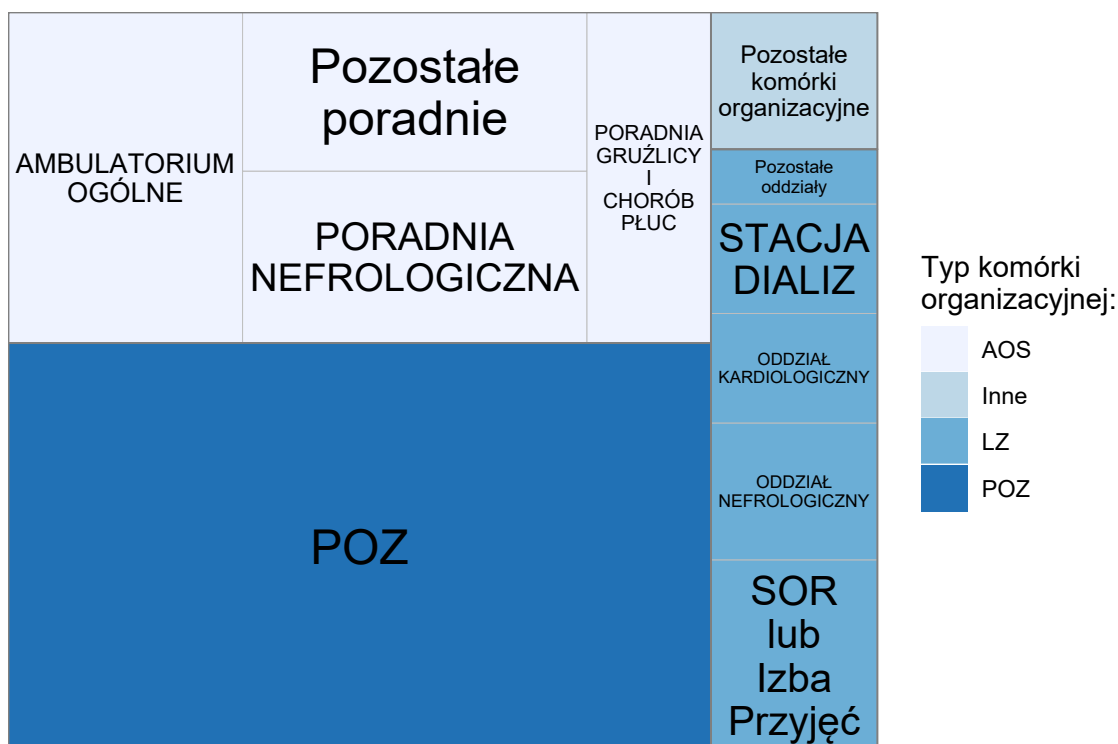 AMBULATORIUM
OGÓLNE
Pozostałe
poradnie
PORADNIA
NEFROLOGICZNA
PORADNIA
GRUŹLICY
I
CHORÓB
PŁUC
POZ
Pozostałe
komórki
organizacyjne
Pozostałe
oddziały
STACJA
DIALIZ
ODDZIAŁ
KARDIOLOGICZNY
ODDZIAŁ
NEFROLOGICZNY
SOR
lub
Izba
Przyjęć
Typ komórki
organizacyjnej:
AOS
Inne
LZ
POZ